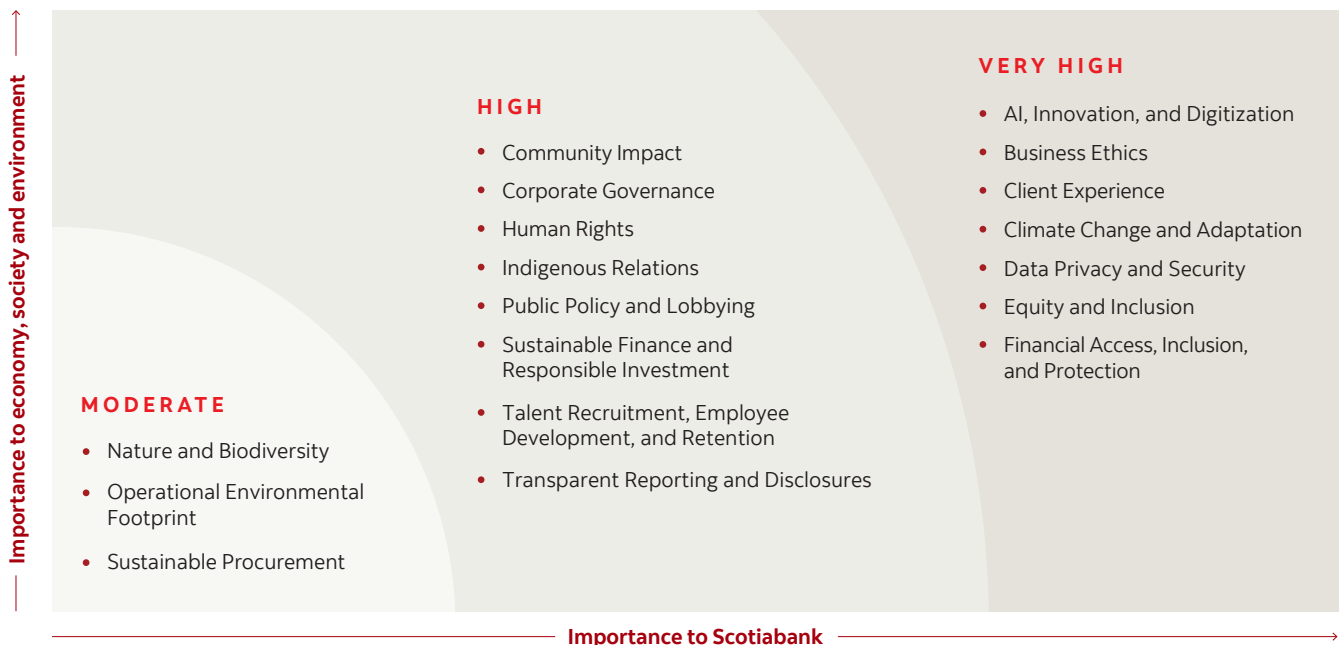 Importance to economy, society and environment
MODERATE
• Nature and Biodiversity
• Operational Environmental
Footprint
• Sustainable Procurement
HIGH
• Community Impact
• Corporate Governance
• Human Rights
• Indigenous Relations
• Public Policy and Lobbying
• Sustainable Finance and
Responsible Investment
• Talent Recruitment, Employee
Development, and Retention
• Transparent Reporting and Disclosures
VERY HIGH
• AI, Innovation, and Digitization
• Business Ethics
• Client Experience
• Climate Change and Adaptation
• Data Privacy and Security
• Equity and Inclusion
• Financial Access, Inclusion,
and Protection
Importance to Scotiabank